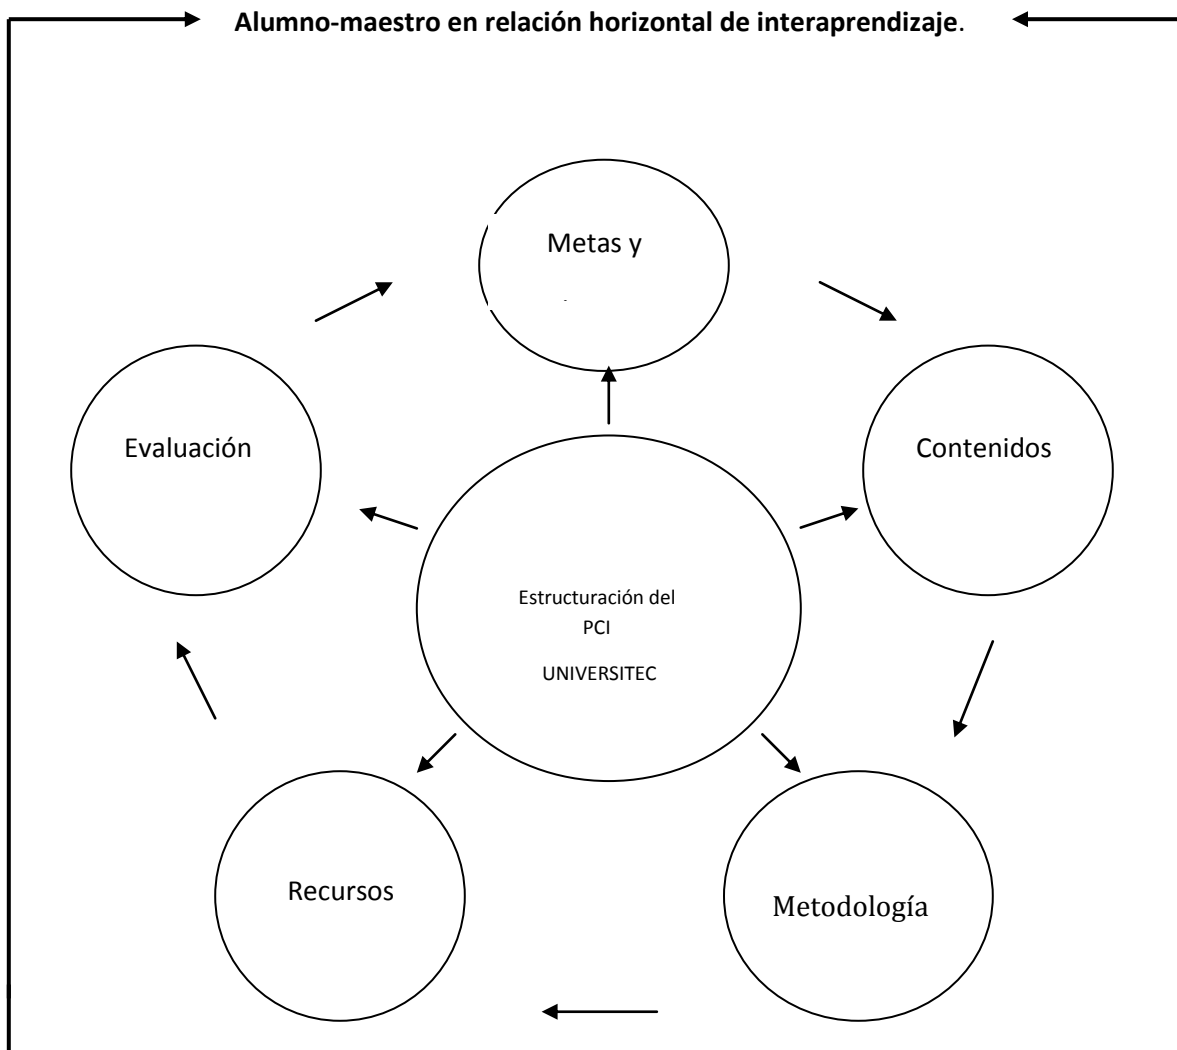 Alumno-maestro en relación horizontal de interaprendizaje.
Metas y
Evaluación
Contenidos
Estructuración del
PCI
UNIVERSITEC
Recursos
Metodología